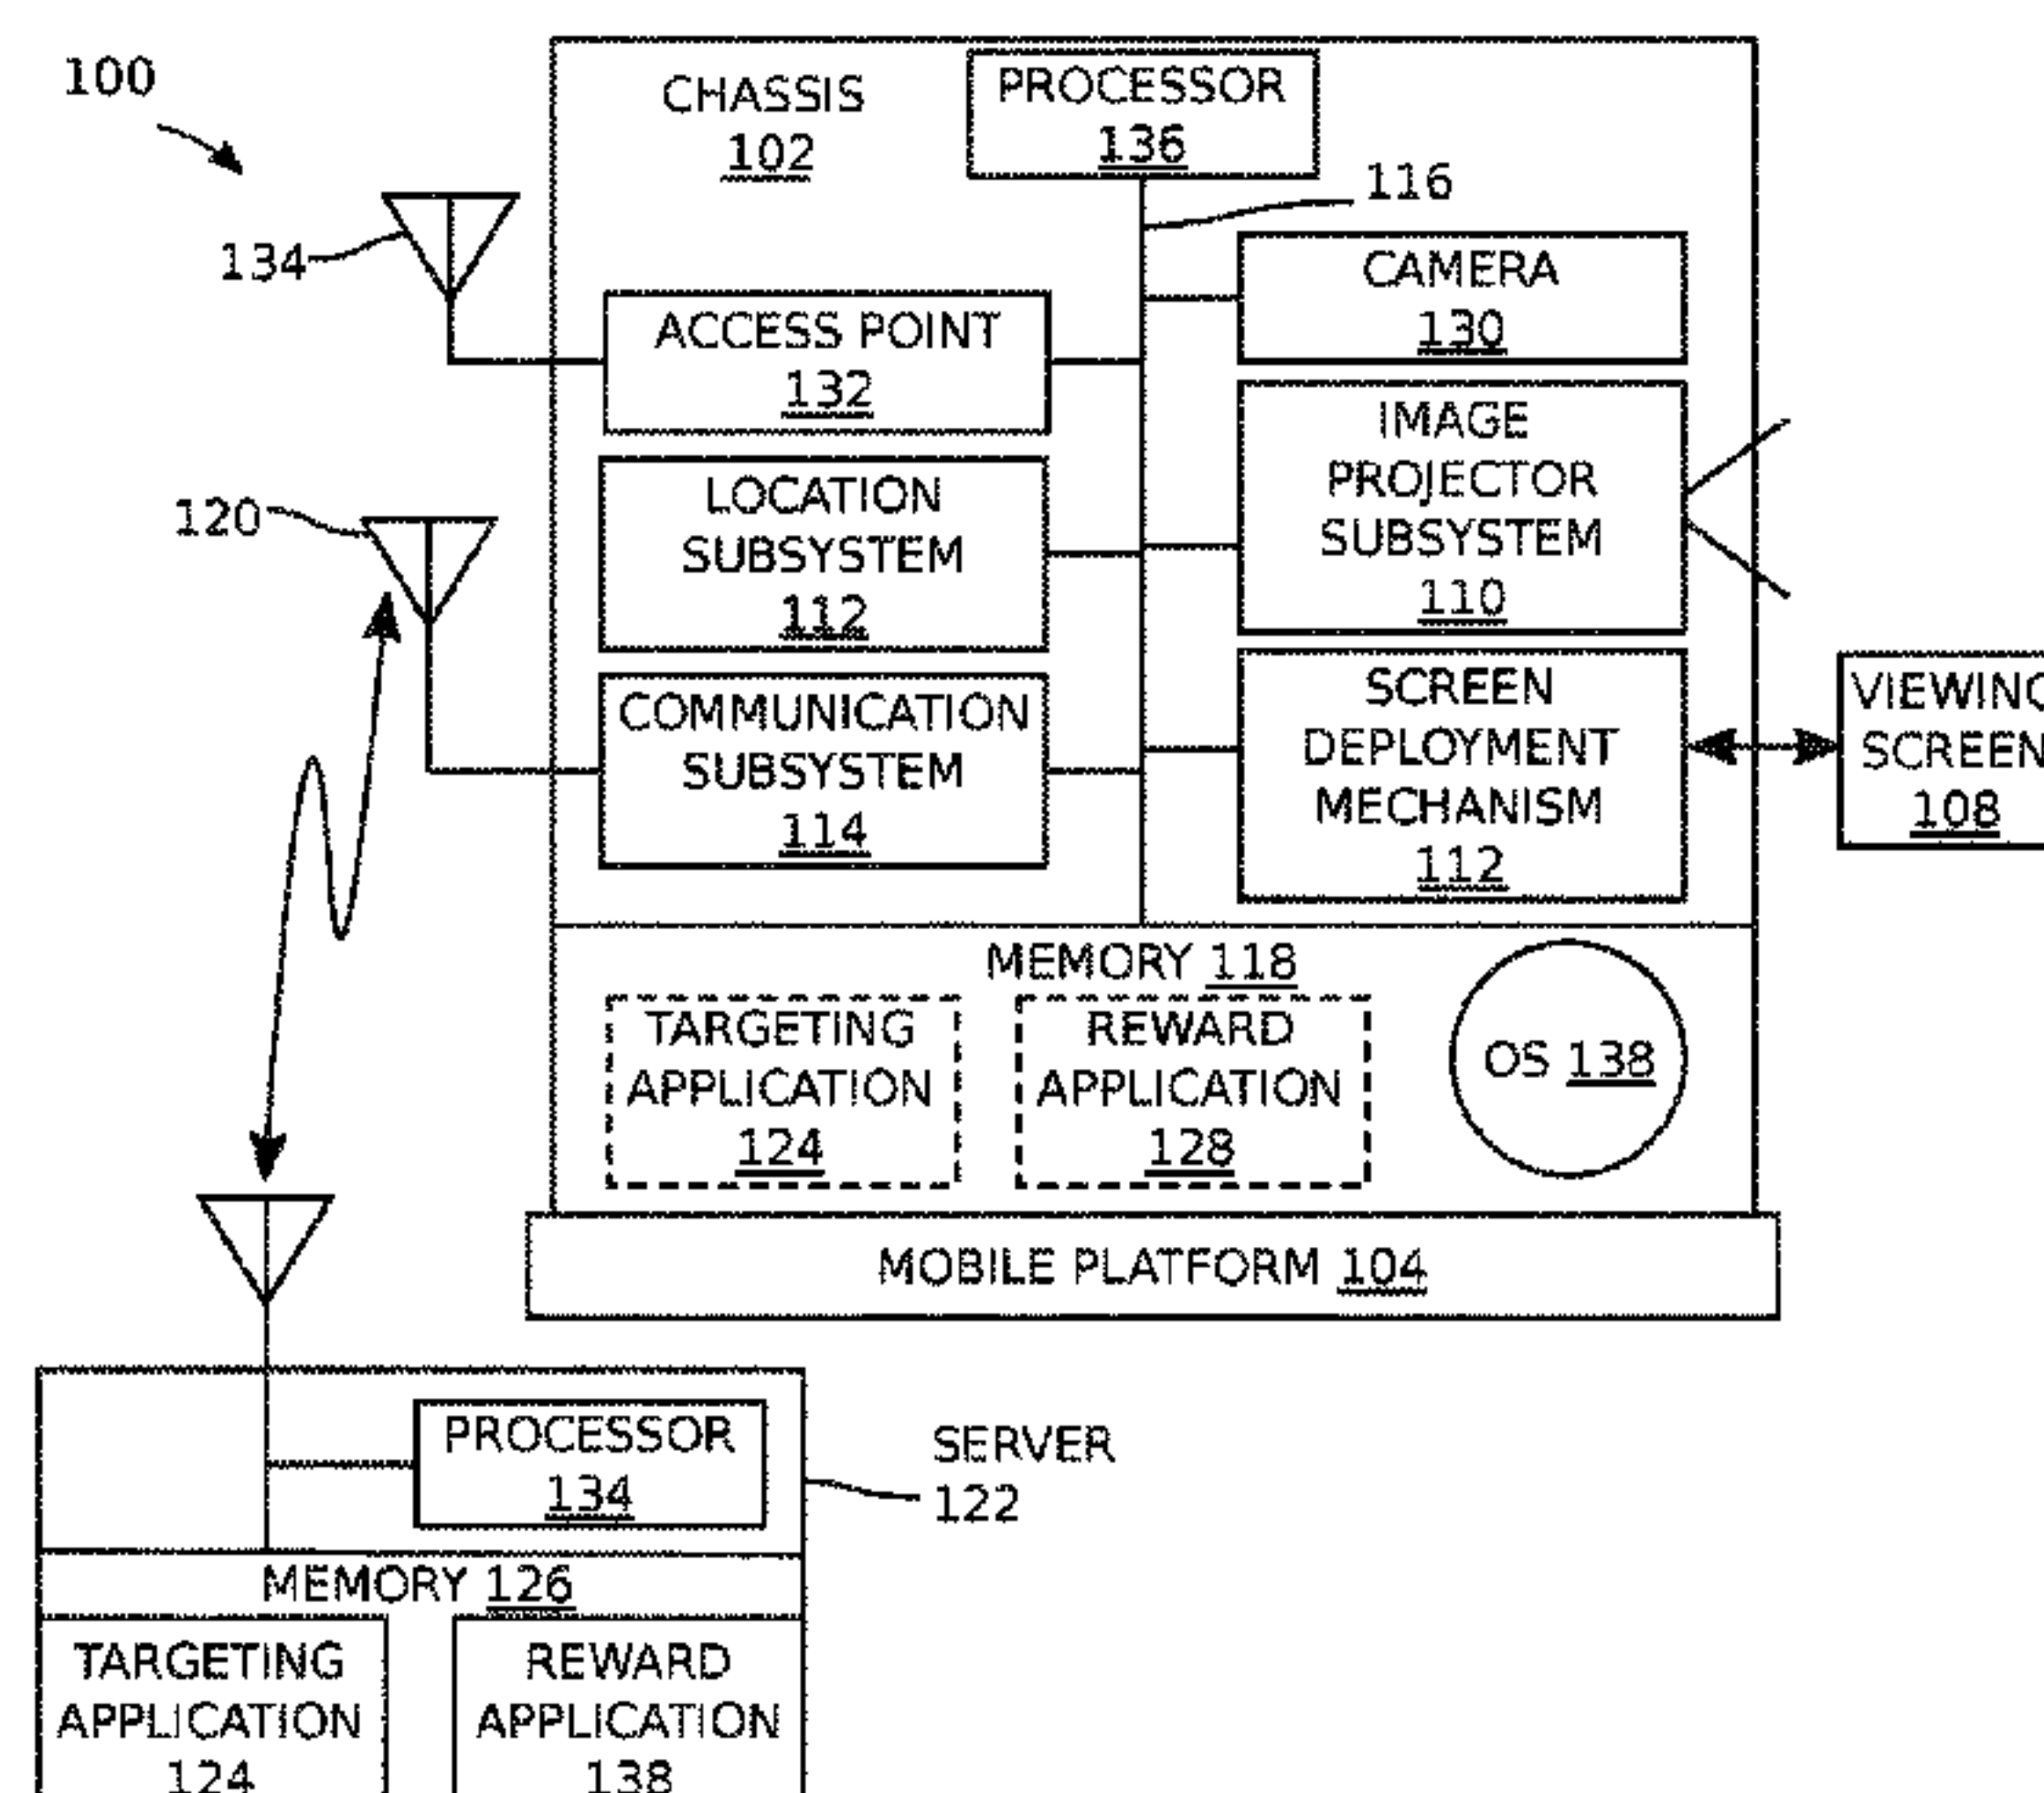 100
CHASSIS
102
PROCESSOR
136
116
134
ACCESS POINT
132
CAMERA
130
IMAGE
PROJECTOR
SUBSYSTEM
110
120
LOCATION
SUBSYSTEM
112
COMMUNICATION
SUBSYSTEM
114
SCREEN
DEPLOYMENT
MECHANISM
112
VIEWING
SCREEN
108
MEMORY 118
TARGETING
APPLICATION
124
REWARD
APPLICATION
128
OS 138
MOBILE PLATFORM 104
PROCESSOR
134
SERVER
122
MEMORY 126
TARGETING
APPLICATION
124
REWARD
APPLICATION
138